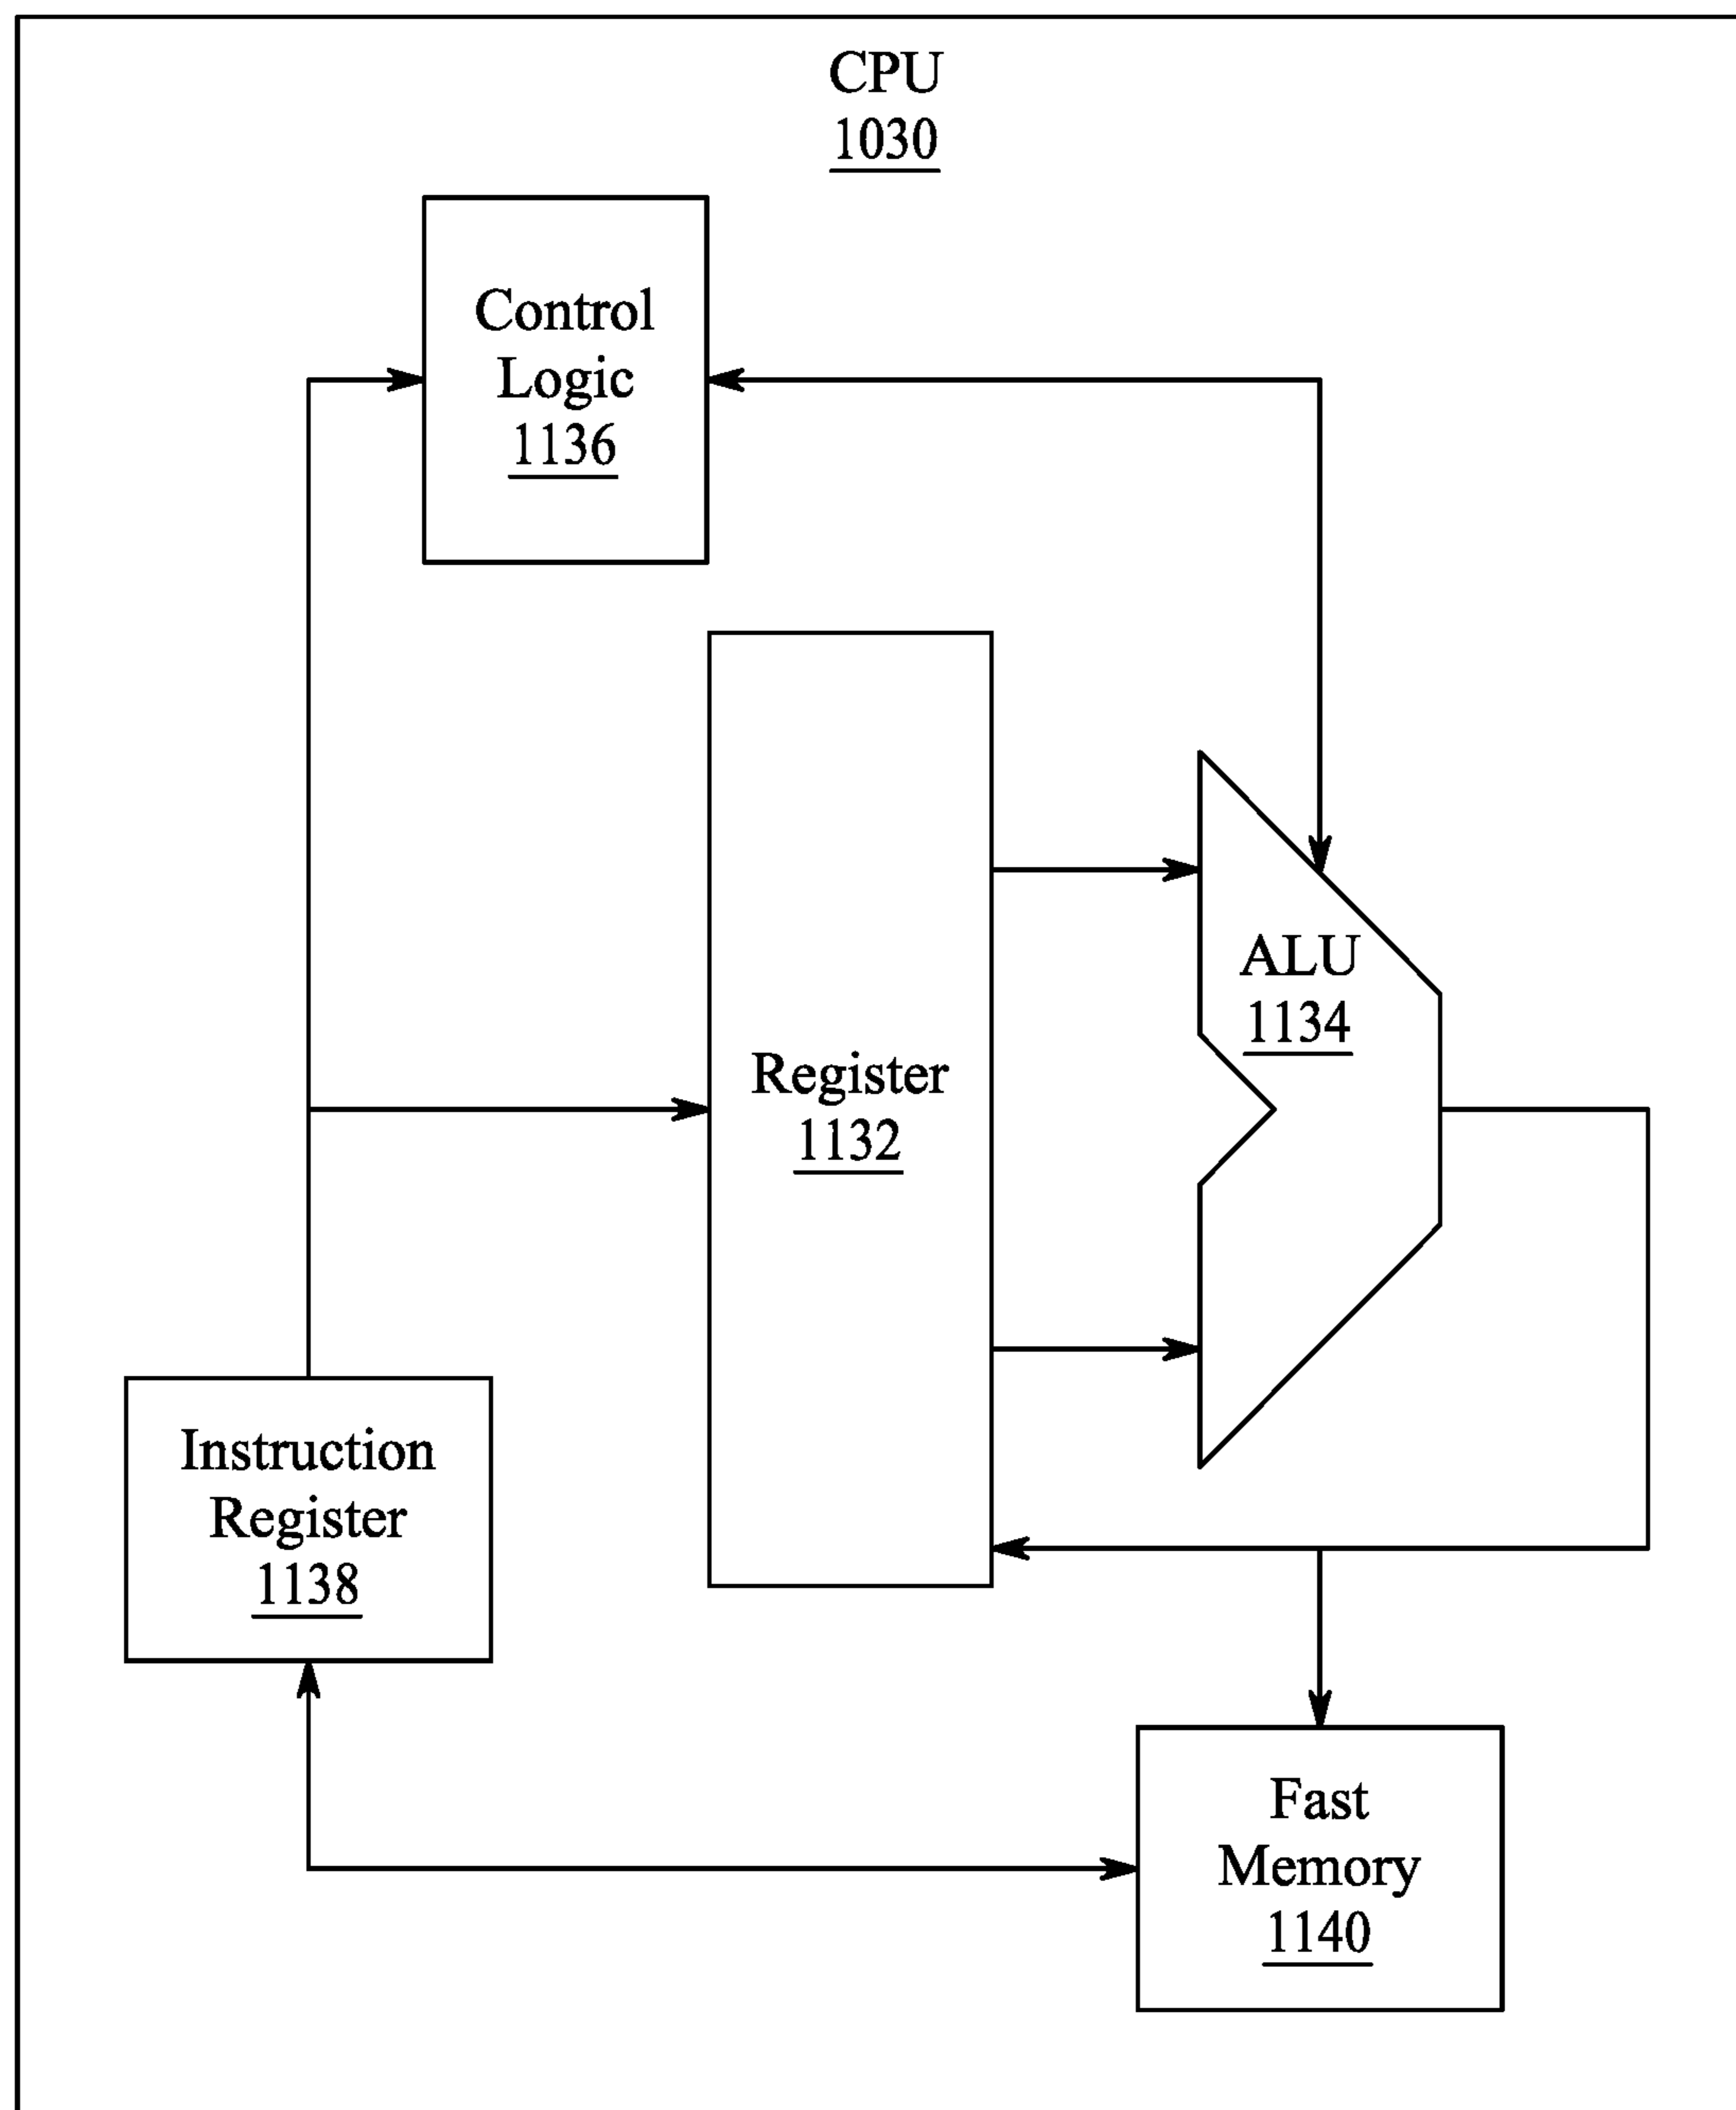 CPU
1030
Control
Logic
1136
ALU
1134
Register
1132
Instruction
Register
1138
Fast
Memory
1140